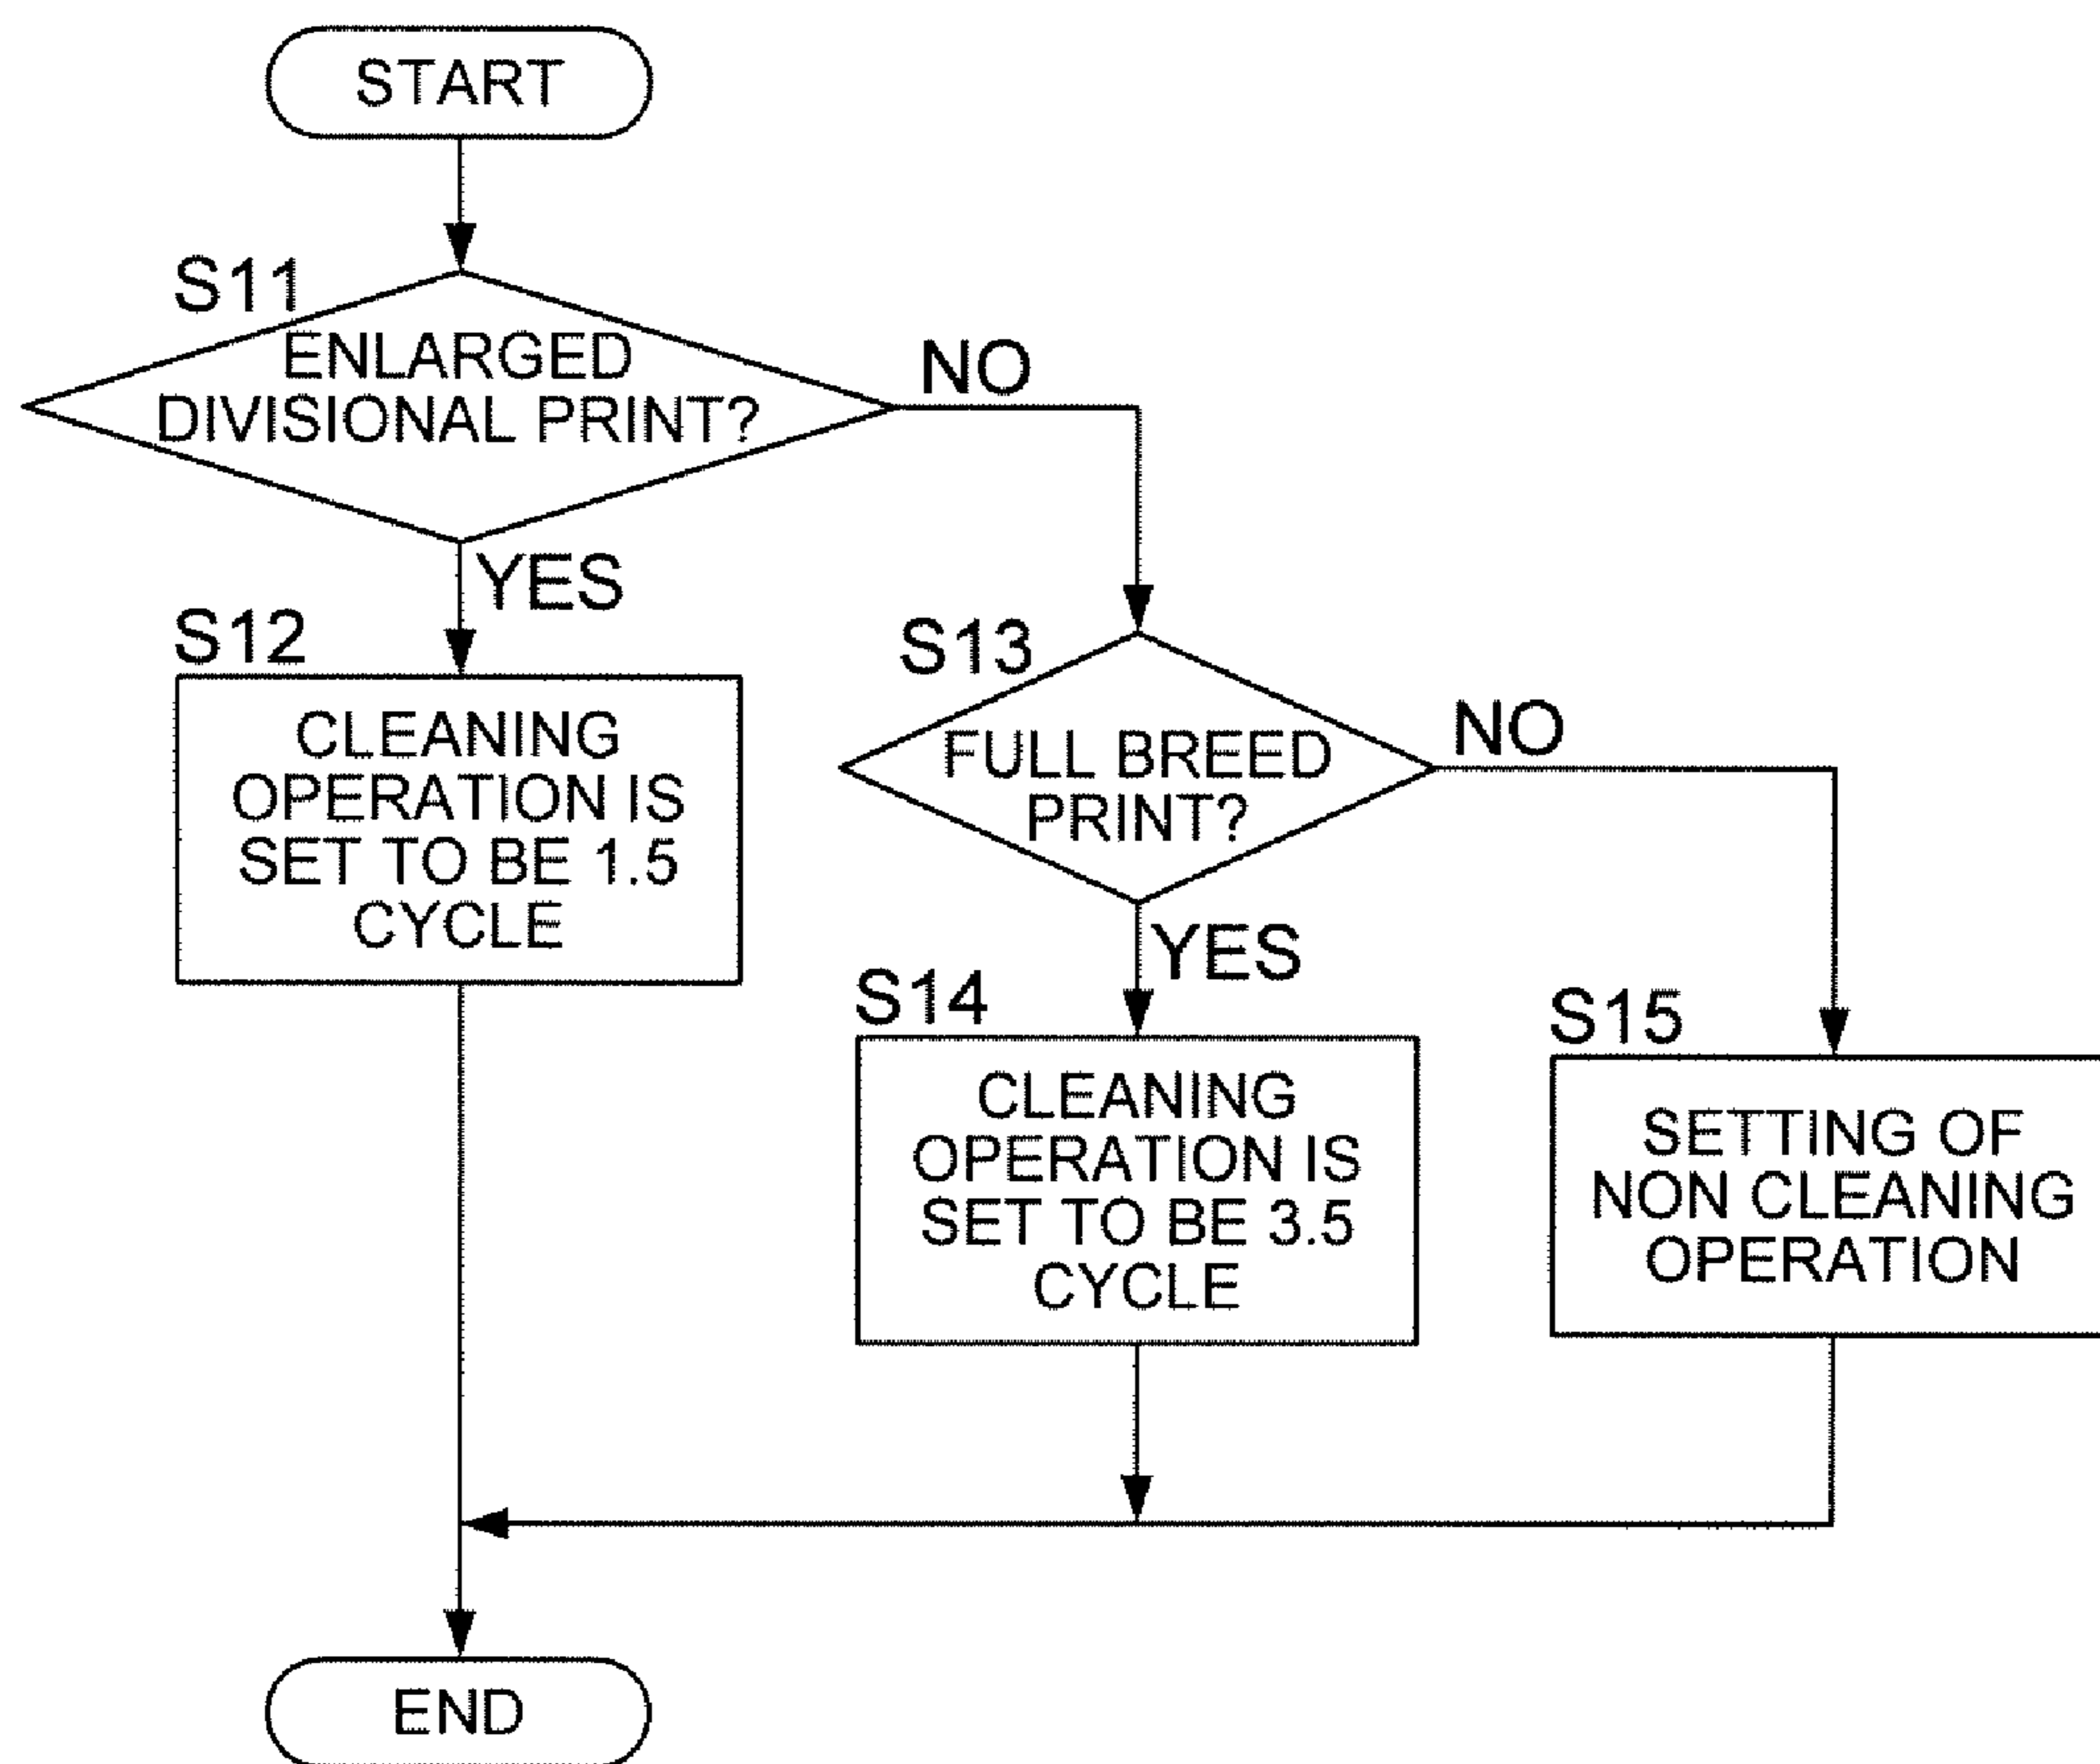 START
S11
ENLARGED
DIVISIONAL PRINT?
NO
YES
S12
CLEANING
OPERATION IS
SET TO BE 1.5
CYCLE
S13
FULL BREED
PRINT?
NO
YES
S14
CLEANING
OPERATION IS
SET TO BE 3.5
CYCLE
S15
SETTING OF
NON CLEANING
OPERATION
END